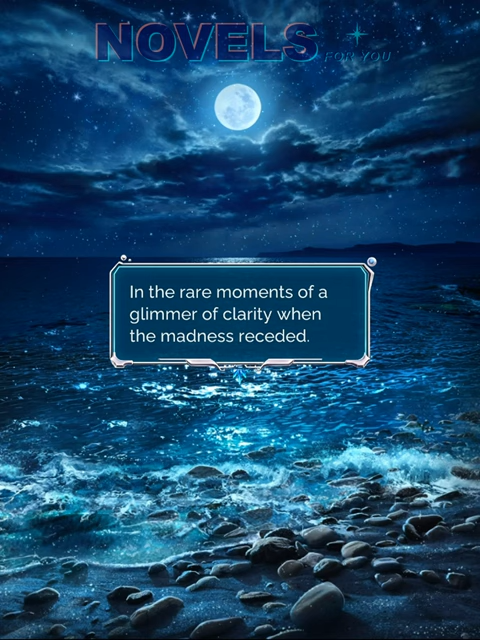 NOVELS
FOR YOU
In the rare moments of a
glimmer of clarity when
the madness receded.